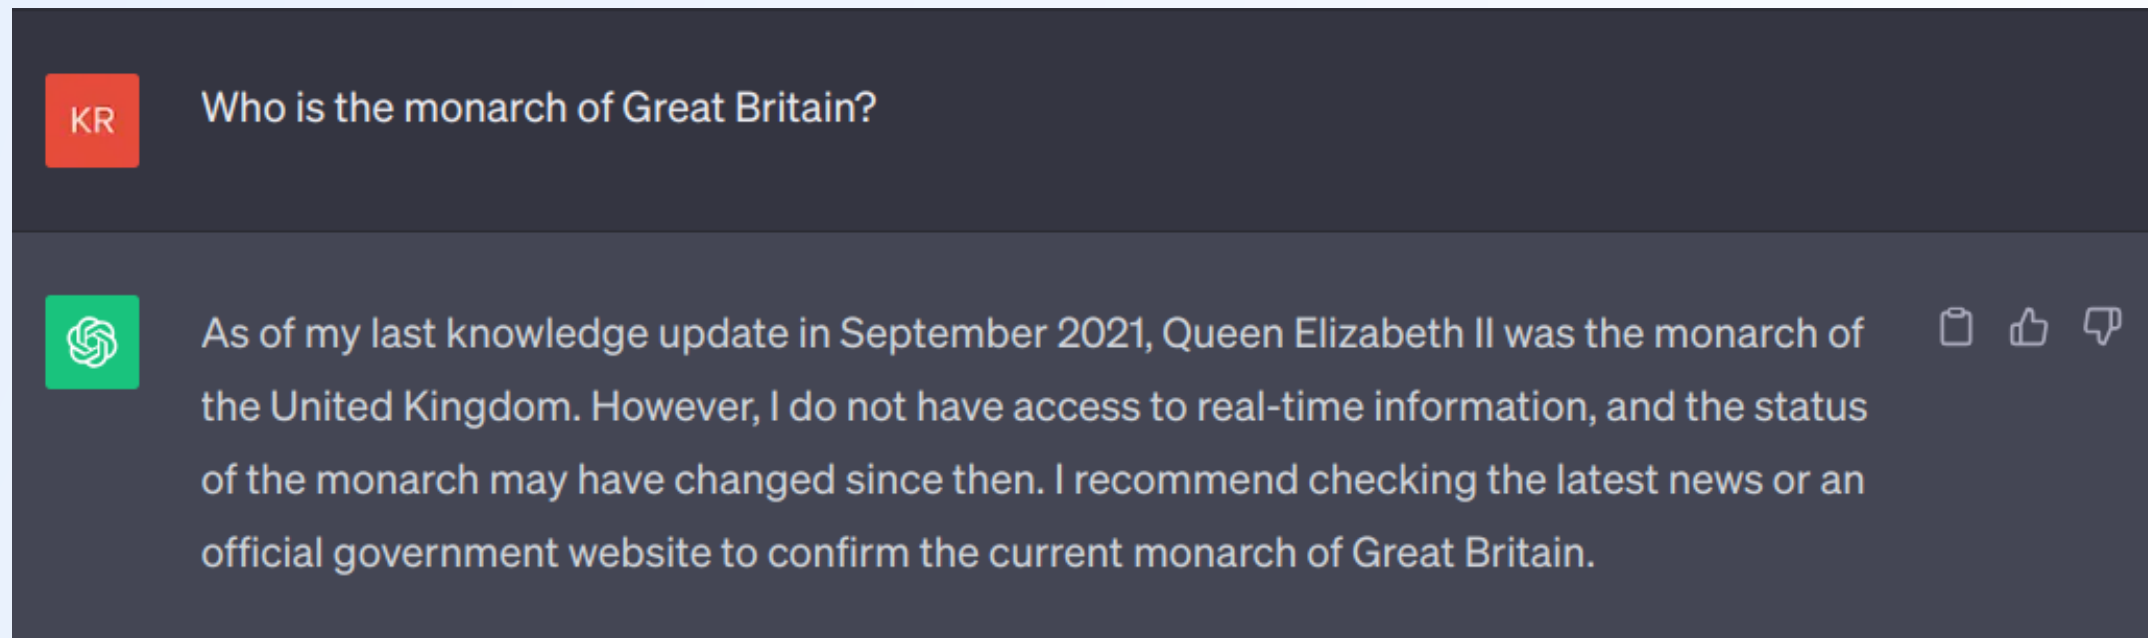 KR
Who is the monarch of Great Britain?
As of my last knowledge update in September 2021, Queen Elizabeth II was the monarch of
the United Kingdom. However, I do not have access to real-time information, and the status
of the monarch may have changed since then. I recommend checking the latest news or an
official government website to confirm the current monarch of Great Britain.